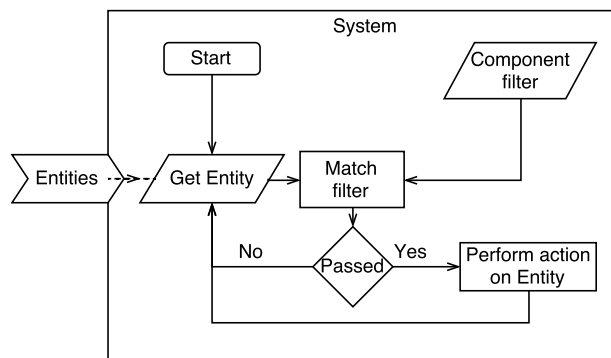 System
Start
Component
filter
Entities
Get Entity
Match
filter
No
Passed
Yes
Perform action
on Entity